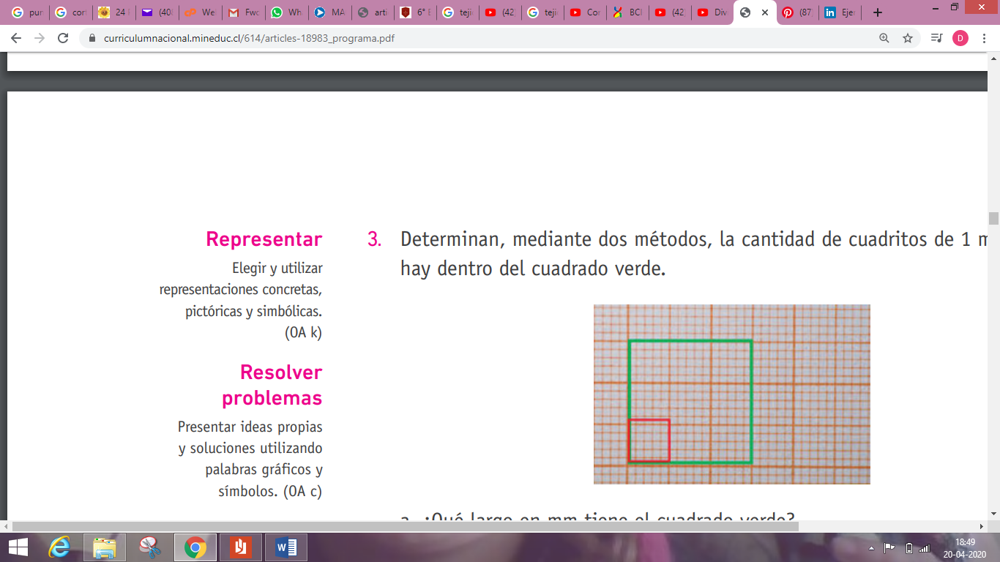 pur
cor
24 F
(40
We
Fwc
Wh
MA
arti
6° E
teji
(42
teji
Cor
BCI
(42
Div
(87
Eje
curriculumnacional.mineduc.cl/614/articles-18983_programa.pdf
D
Representar
Elegir y utilizar
representaciones concretas,
pictóricas y simbólicas.
(OA k)
Resolver
problemas
Presentar ideas propias
y soluciones utilizando
palabras gráficos y
símbolos. (OA c)
3. Determinan, mediante dos métodos, la cantidad de cuadritos de 1 m
hay dentro del cuadrado verde.
a. ¿Qué largo en mm tiene el cuadrado verde?
18:49
20-04-2020